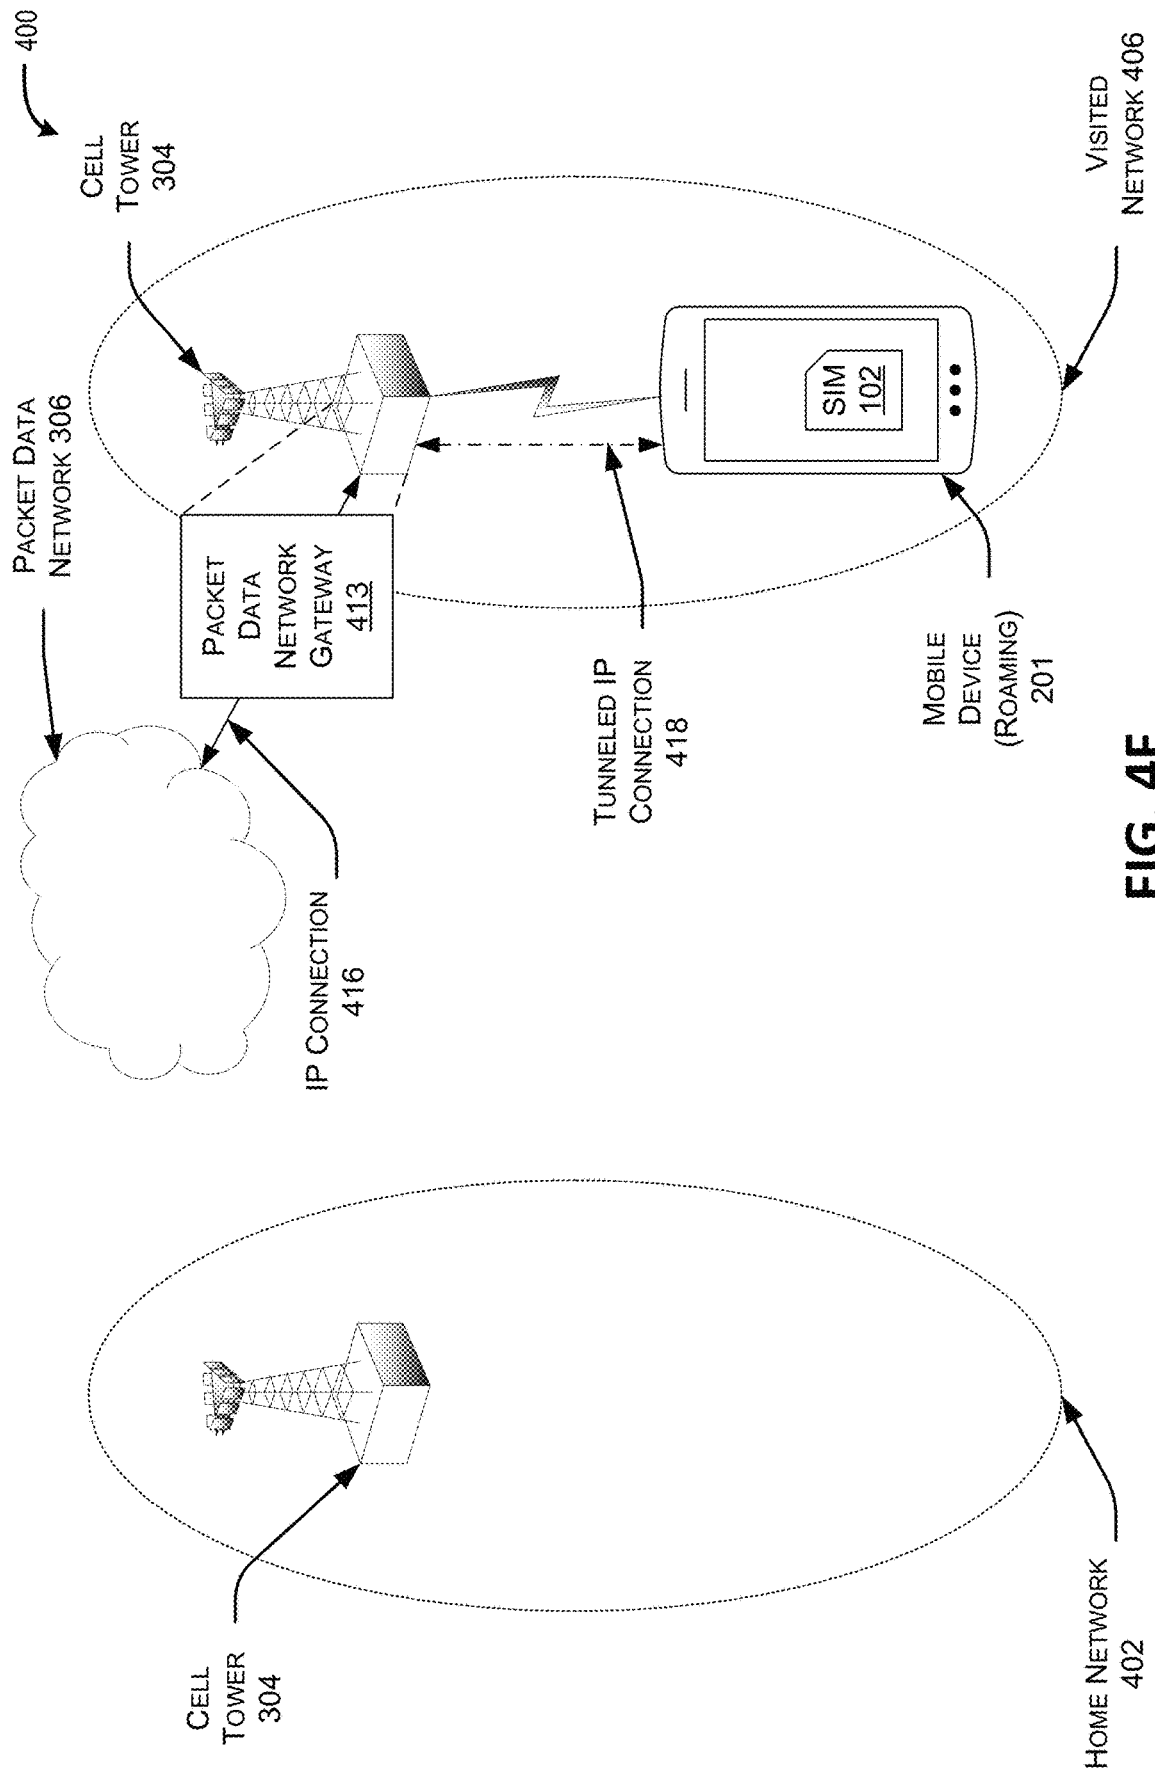 400
PACKET DATA
NETWORK 306
CELL
TOWER
304
CELL
TOWER
304
PACKET
DATA
NETWORK
GATEWAY
413
IP CONNECTION
416
TUNNELED IP
CONNECTION
418
SIM
102
MOBILE
DEVICE
(ROAMING)
201
HOME NETWORK
402
VISITED
NETWORK 406
FIG.